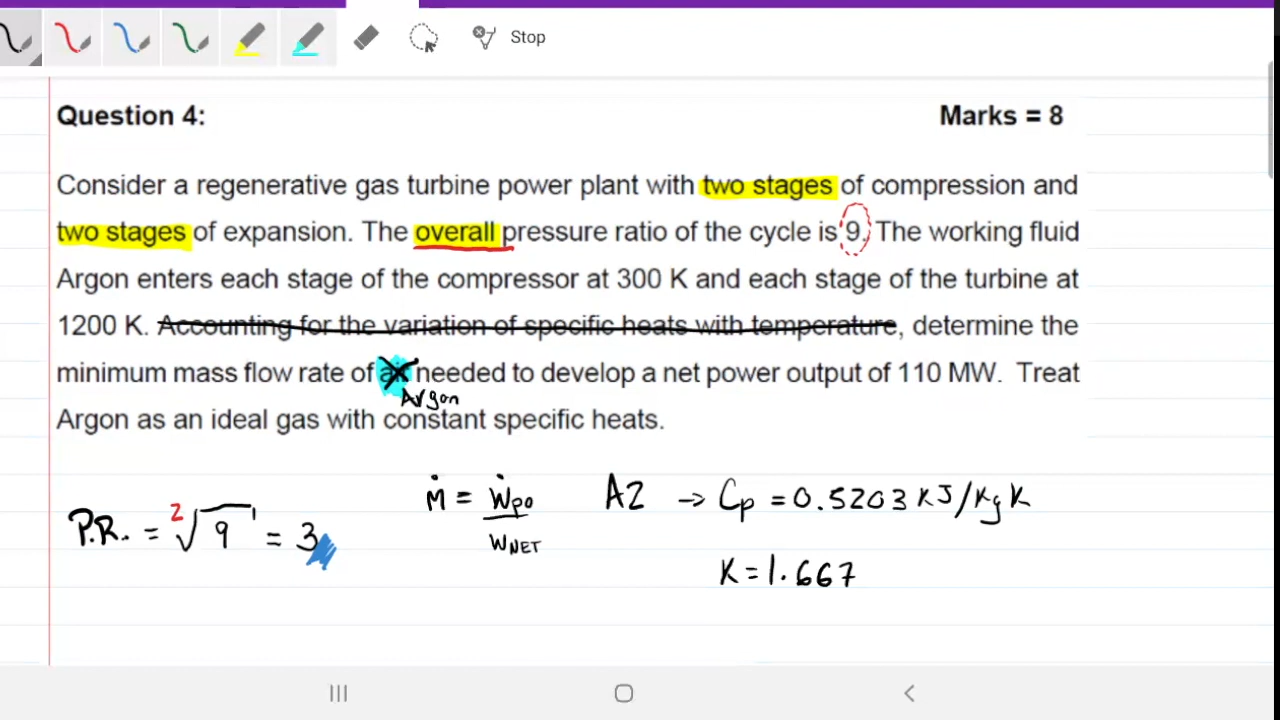 Stop
Question 4: Marks = 8
Consider a regenerative gas turbine power plant with two stages of compression and
two stages of expansion. The overall pressure ratio of the cycle is 9. The working fluid
Argon enters each stage of the compressor at 300 K and each stage of the turbine at
1200 K. Accounting for the variation of specific heats with temperature, determine the
minimum mass flow rate of air needed to develop a net power output of 110 MW. Treat
Argon
Argon as an ideal gas with constant specific heats.
P.R. = 2√9 = 3
ṁ = Ẇpo
WNET
A2 -> Cp = 0.5203 KJ/Kg K
K = 1.667